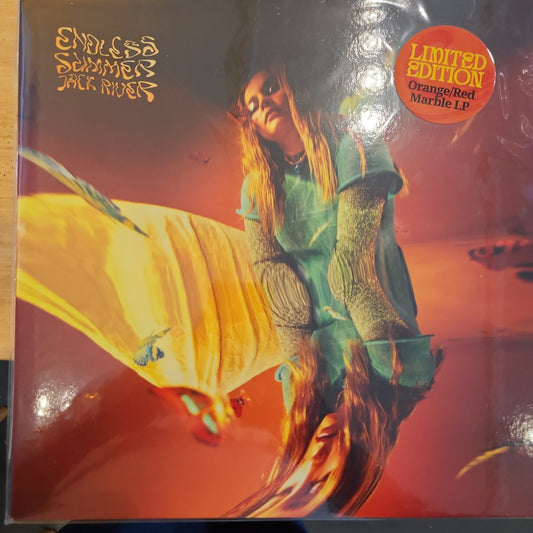 ENDLESS
SUMMER
JACK RIVER
LIMITED
EDITION
Orange/Red
Marble LP